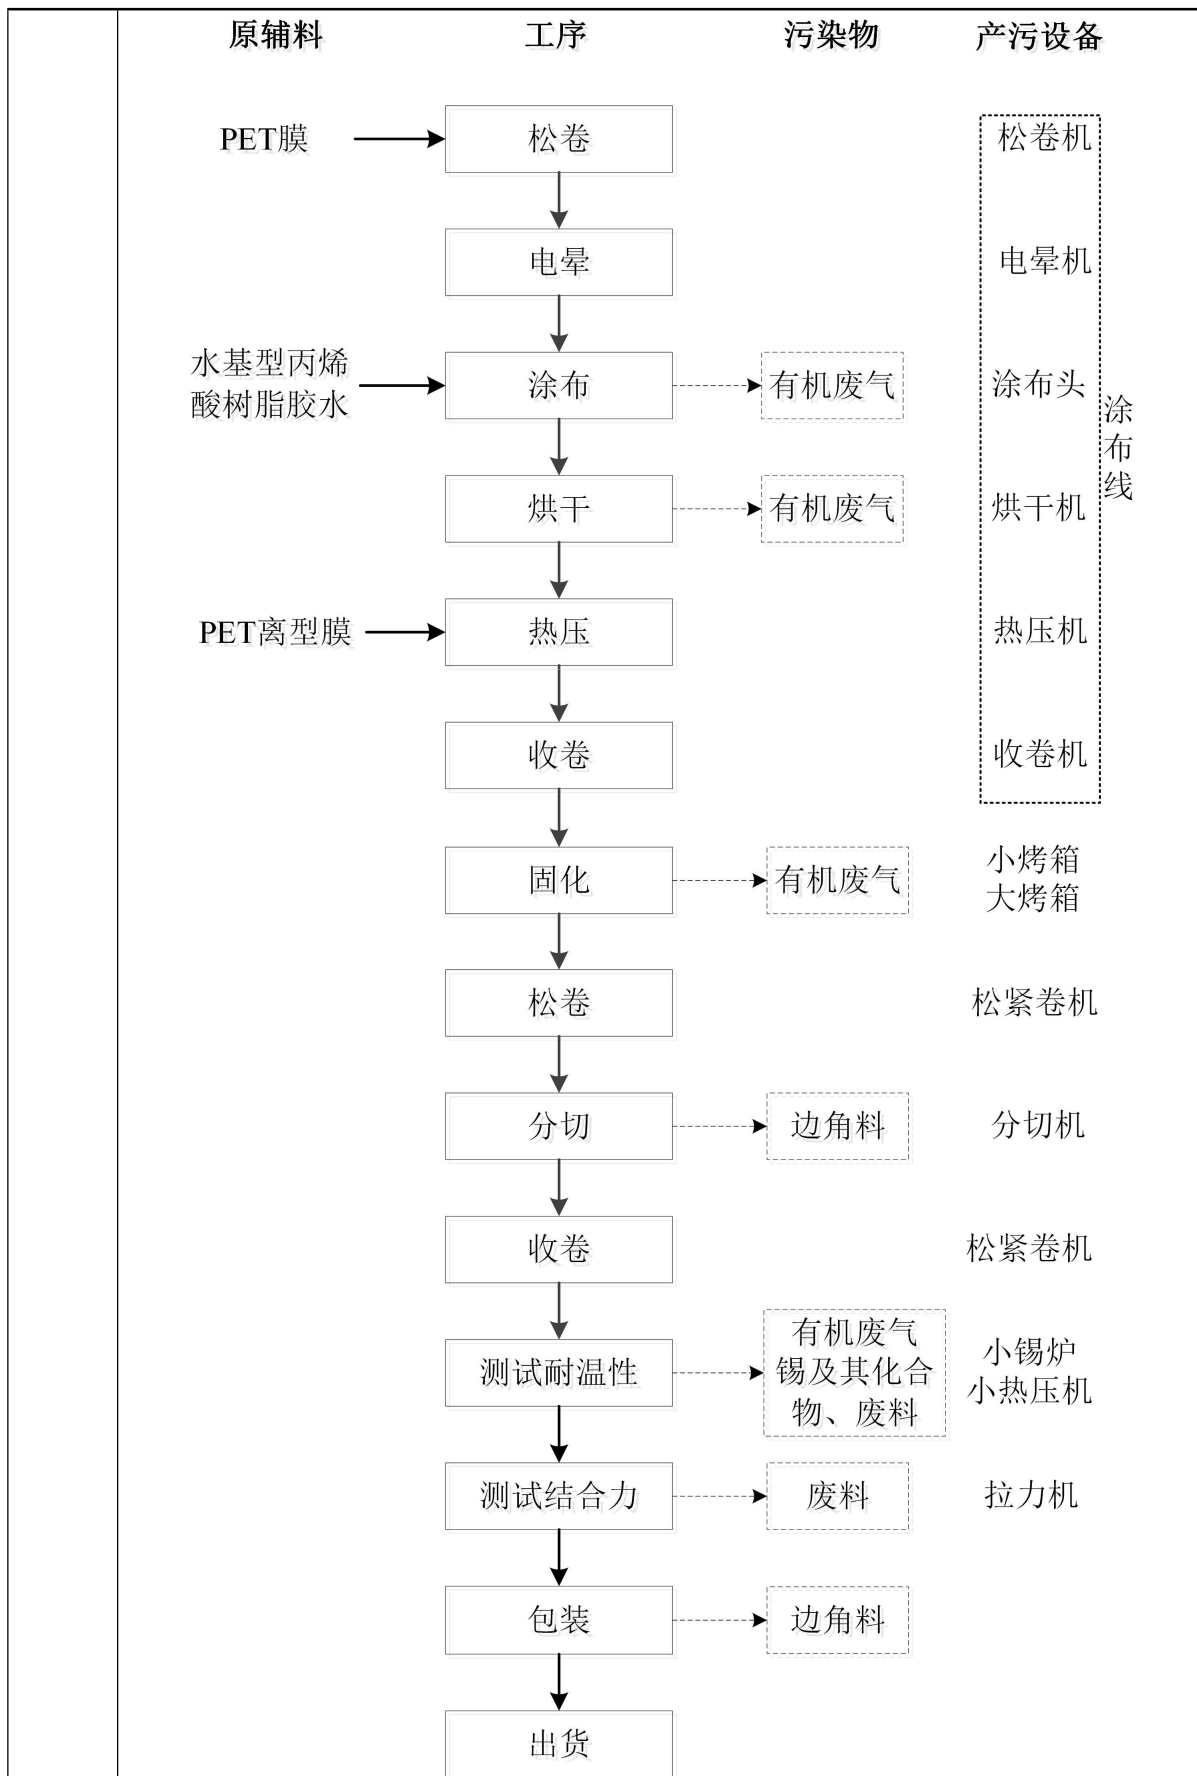 原辅料 工序 污染物 产污设备
PET膜 松卷 松卷机
电晕 电晕机
水基型丙烯
酸树脂胶水 涂布 有机废气 涂布头
涂布线
烘干 有机废气 烘干机
PET离型膜 热压 热压机
收卷 收卷机
固化 有机废气 小烤箱
大烤箱
松卷 松紧卷机
分切 边角料 分切机
收卷 松紧卷机
测试耐温性 有机废气
锡及其化合
物、废料 小锡炉
小热压机
测试结合力 废料 拉力机
包装 边角料
出货